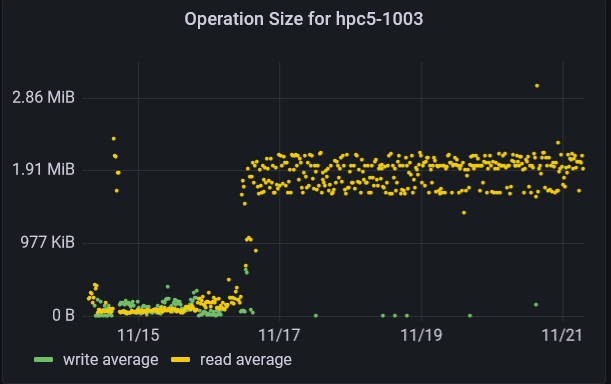 Operation Size for hpc5-1003
2.86 MiB
1.91 MiB
977 KiB
0 B
11/15 11/17 11/19 11/21
write average read average